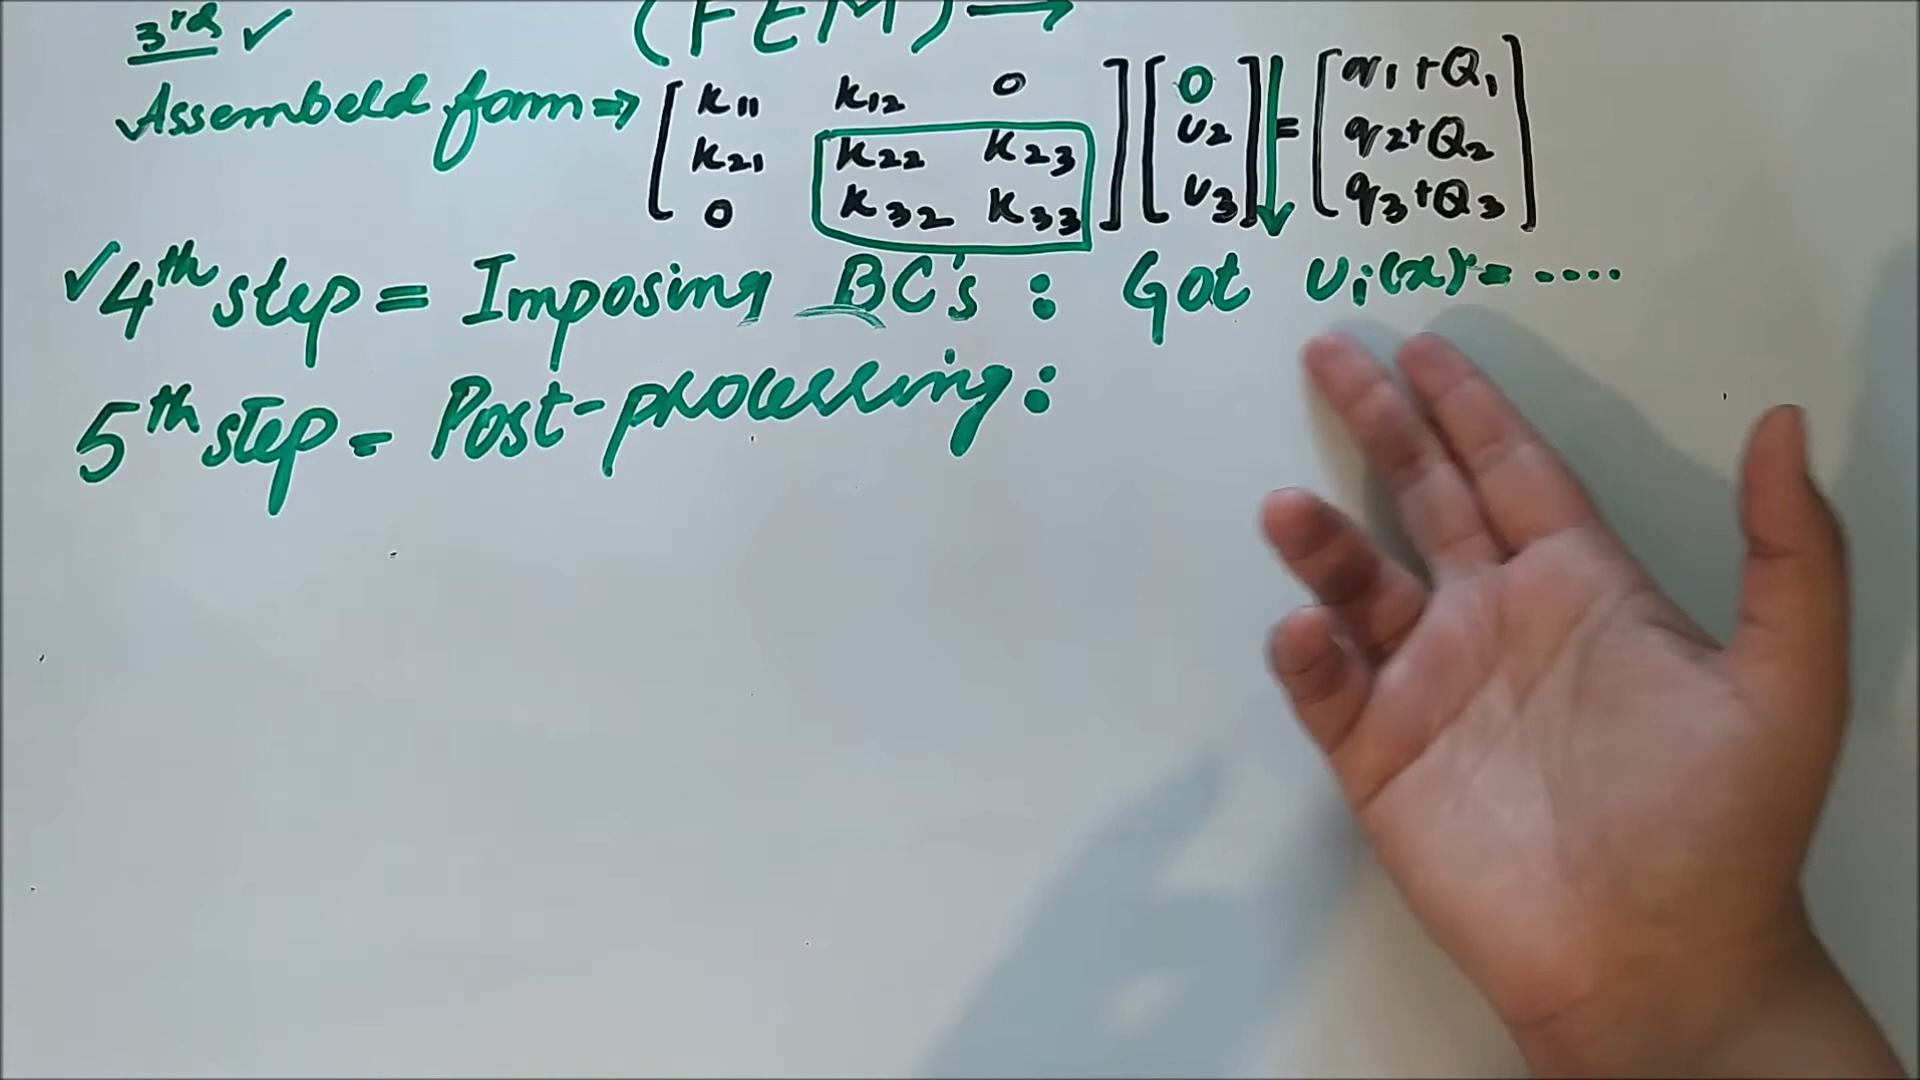 3rd ✓ (FEM) →
Assembeld form ⇒ [ K11 K12 0 ] [ 0 ] = [ q1+Q1 ]
[ K21 K22 K23 ] [ U2 ] [ q2+Q2 ]
[ 0 K32 K33 ] [ U3 ] [ q3+Q3 ]
✓ 4th step = Imposing BC's : Got Ui(x) = ....
5th step = Post-processing :